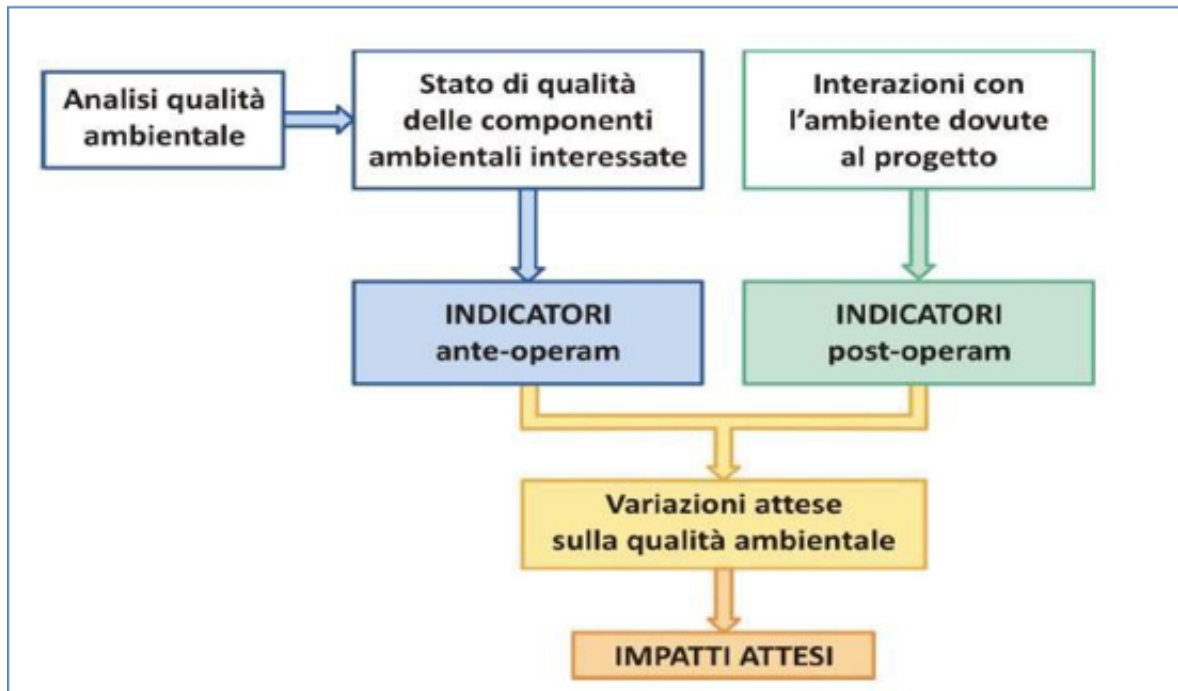 Analisi qualità
ambientale
Stato di qualità
delle componenti
ambientali interessate
Interazioni con
l'ambiente dovute
al progetto
INDICATORI
ante-operam
INDICATORI
post-operam
Variazioni attese
sulla qualità ambientale
IMPATTI ATTESI